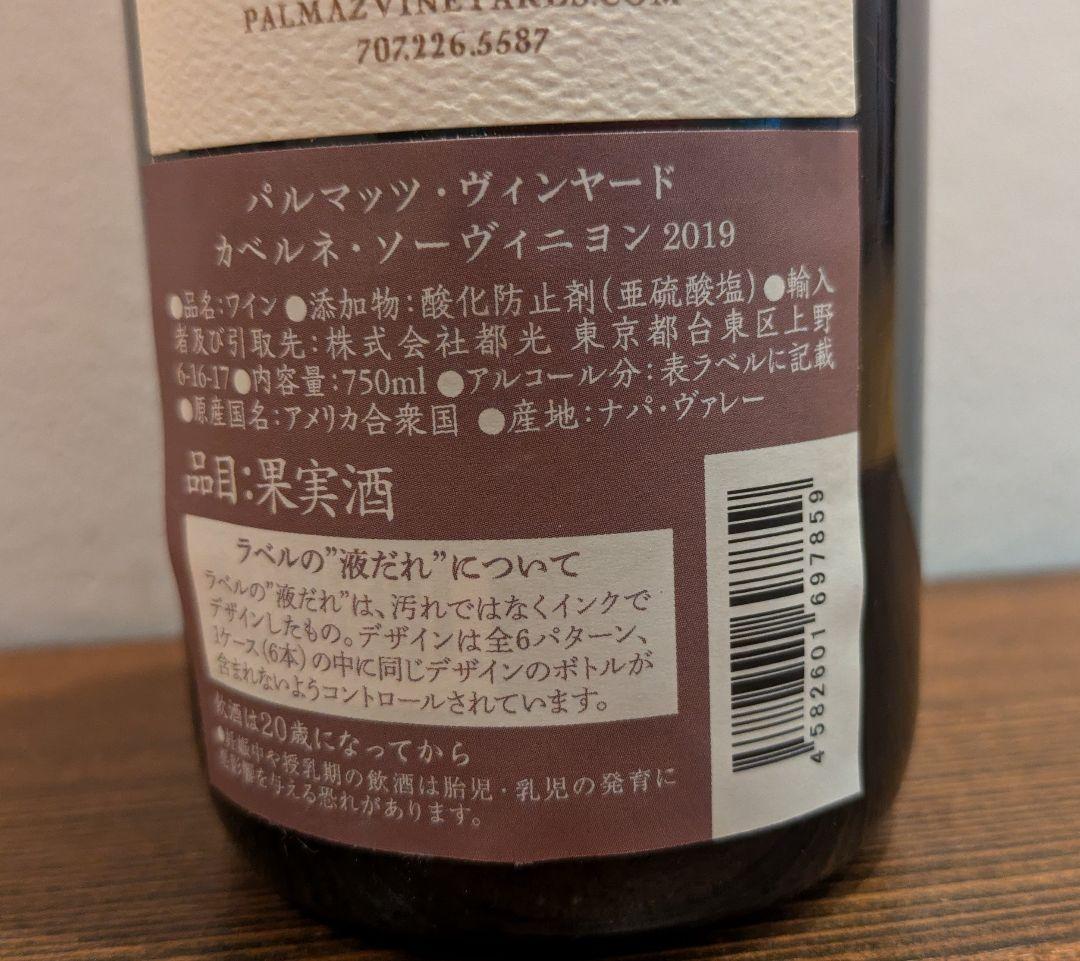 PALMAZVINEYARDS.COM
707.226.5587
パルマッツ・ヴィンヤード
カベルネ・ソーヴィニヨン 2019
●品名:ワイン ●添加物:酸化防止剤(亜硫酸塩) ●輸入
者及び引取先:株式会社都光 東京都台東区上野
6-16-17●内容量:750ml ●アルコール分:表ラベルに記載
●原産国名:アメリカ合衆国 ●産地:ナパ・ヴァレー
品目:果実酒
ラベルの"液だれ"について
ラベルの"液だれ"は、汚れではなくインクで
デザインしたもの。デザインは全6パターン、
1ケース(6本)の中に同じデザインのボトルが
含まれないようコントロールされています。
飲酒は20歳になってから
●妊娠中や授乳期の飲酒は胎児・乳児の発育に
悪影響を与える恐れがあります。
4582601697859